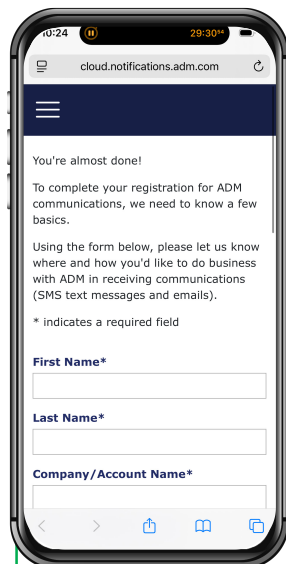 10:24
29:30⁹⁴
cloud.notifications.adm.com
You're almost done!
To complete your registration for ADM
communications, we need to know a few
basics.
Using the form below, please let us know
where and how you'd like to do business
with ADM in receiving communications
(SMS text messages and emails).
* indicates a required field
First Name*
Last Name*
Company/Account Name*